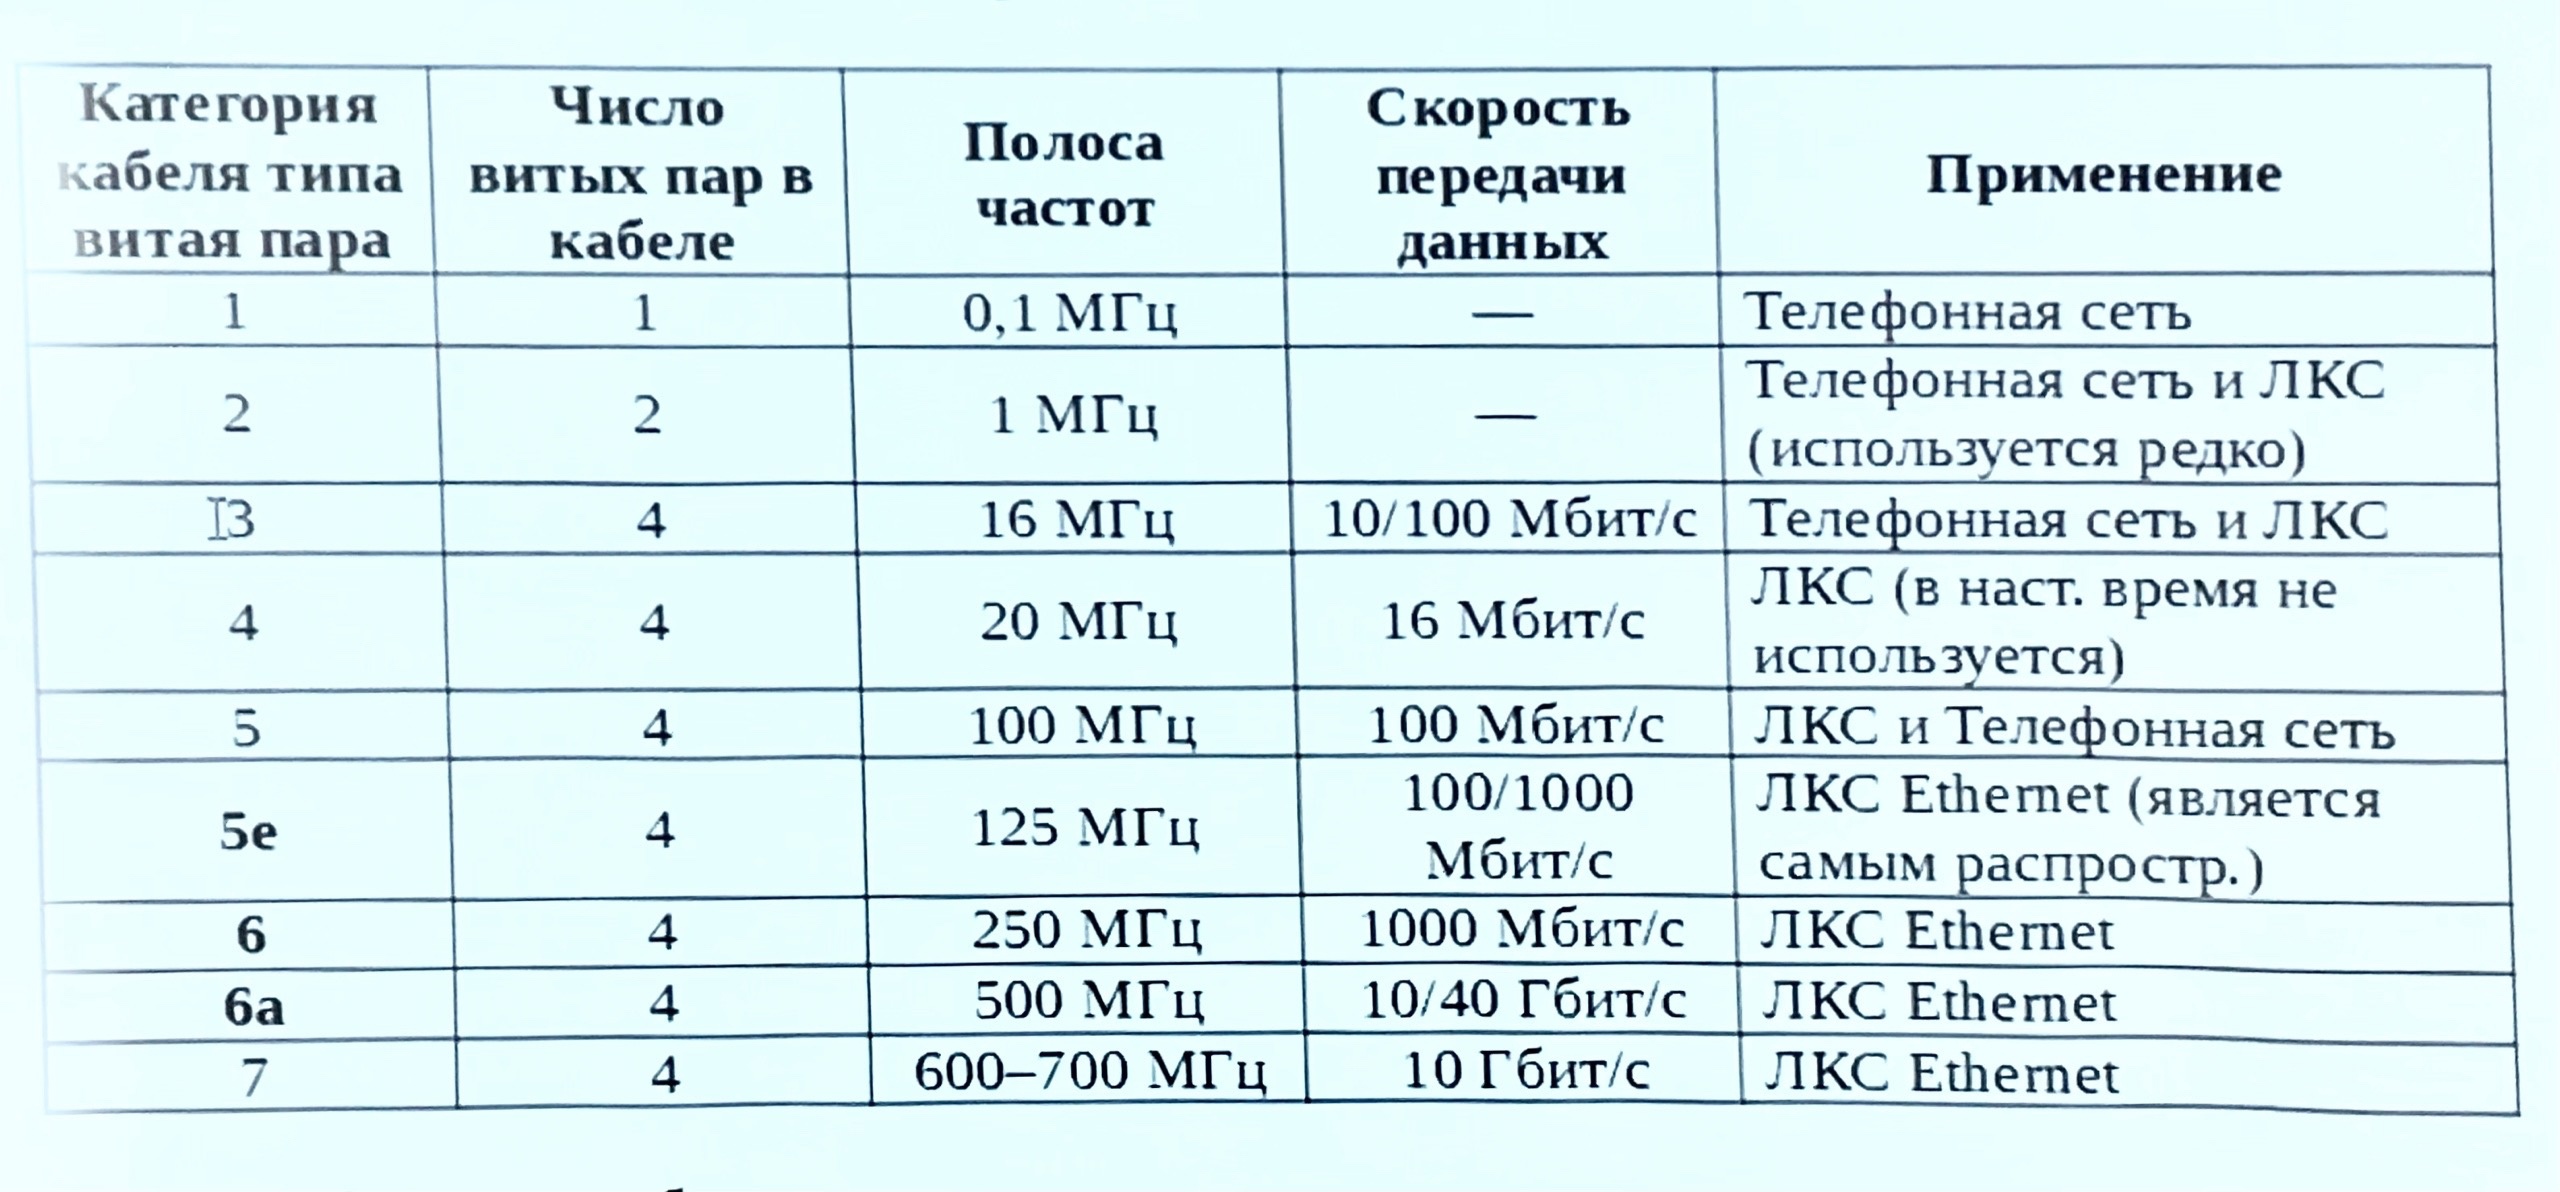 Категория кабеля типа витая пара | Число витых пар в кабеле | Полоса частот | Скорость передачи данных | Применение
1 | 1 | 0,1 МГц | — | Телефонная сеть
2 | 2 | 1 МГц | — | Телефонная сеть и ЛКС (используется редко)
3 | 4 | 16 МГц | 10/100 Мбит/с | Телефонная сеть и ЛКС
4 | 4 | 20 МГц | 16 Мбит/с | ЛКС (в наст. время не используется)
5 | 4 | 100 МГц | 100 Мбит/с | ЛКС и Телефонная сеть
5e | 4 | 125 МГц | 100/1000 Мбит/с | ЛКС Ethernet (является самым распростр.)
6 | 4 | 250 МГц | 1000 Мбит/с | ЛКС Ethernet
6a | 4 | 500 МГц | 10/40 Гбит/с | ЛКС Ethernet
7 | 4 | 600–700 МГц | 10 Гбит/с | ЛКС Ethernet